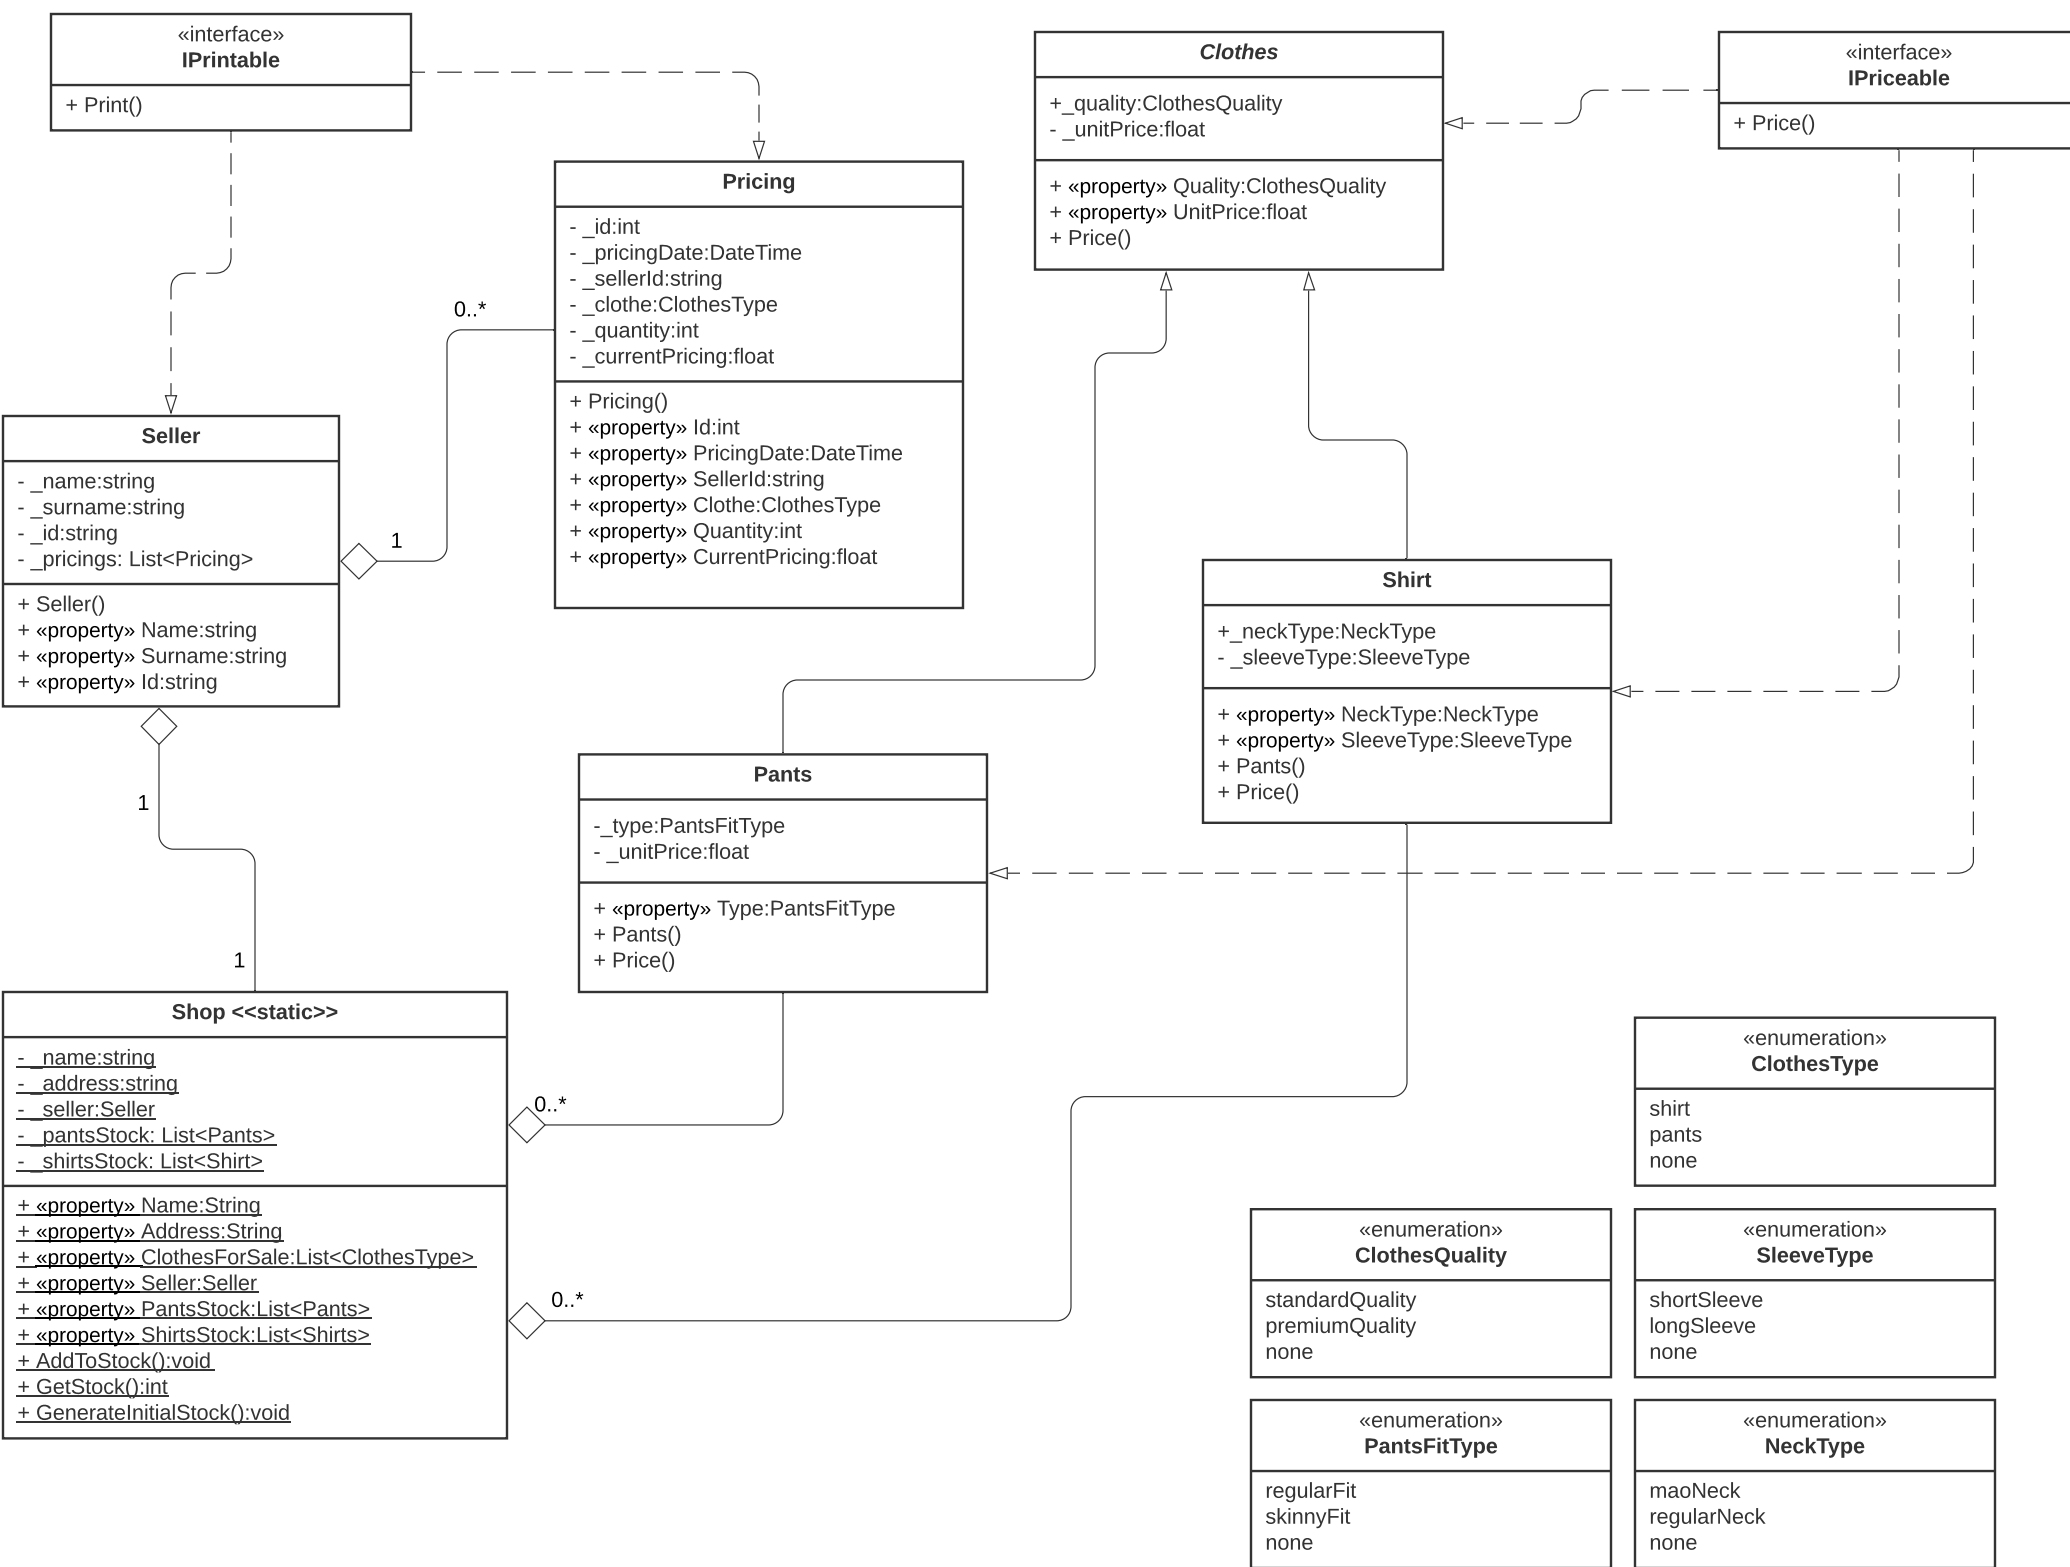 «interface»
IPrintable
+ Print()
Clothes
+_quality:ClothesQuality
- _unitPrice:float
+ «property» Quality:ClothesQuality
+ «property» UnitPrice:float
+ Price()
«interface»
IPriceable
+ Price()
Pricing
- _id:int
- _pricingDate:DateTime
- _sellerId:string
- _clothe:ClothesType
- _quantity:int
- _currentPricing:float
+ Pricing()
+ «property» Id:int
+ «property» PricingDate:DateTime
+ «property» SellerId:string
+ «property» Clothe:ClothesType
+ «property» Quantity:int
+ «property» CurrentPricing:float
0..*
1
Seller
- _name:string
- _surname:string
- _id:string
- _pricings: List<Pricing>
+ Seller()
+ «property» Name:string
+ «property» Surname:string
+ «property» Id:string
1
1
Shirt
+_neckType:NeckType
- _sleeveType:SleeveType
+ «property» NeckType:NeckType
+ «property» SleeveType:SleeveType
+ Pants()
+ Price()
Pants
-_type:PantsFitType
- _unitPrice:float
+ «property» Type:PantsFitType
+ Pants()
+ Price()
Shop <<static>>
- _name:string
- _address:string
- _seller:Seller
- _pantsStock: List<Pants>
- _shirtsStock: List<Shirt>
+ «property» Name:String
+ «property» Address:String
+ «property» ClothesForSale:List<ClothesType>
+ «property» Seller:Seller
+ «property» PantsStock:List<Pants>
+ «property» ShirtsStock:List<Shirts>
+ AddToStock():void
+ GetStock():int
+ GenerateInitialStock():void
0..*
0..*
«enumeration»
ClothesType
shirt
pants
none
«enumeration»
ClothesQuality
standardQuality
premiumQuality
none
«enumeration»
SleeveType
shortSleeve
longSleeve
none
«enumeration»
PantsFitType
regularFit
skinnyFit
none
«enumeration»
NeckType
maoNeck
regularNeck
none